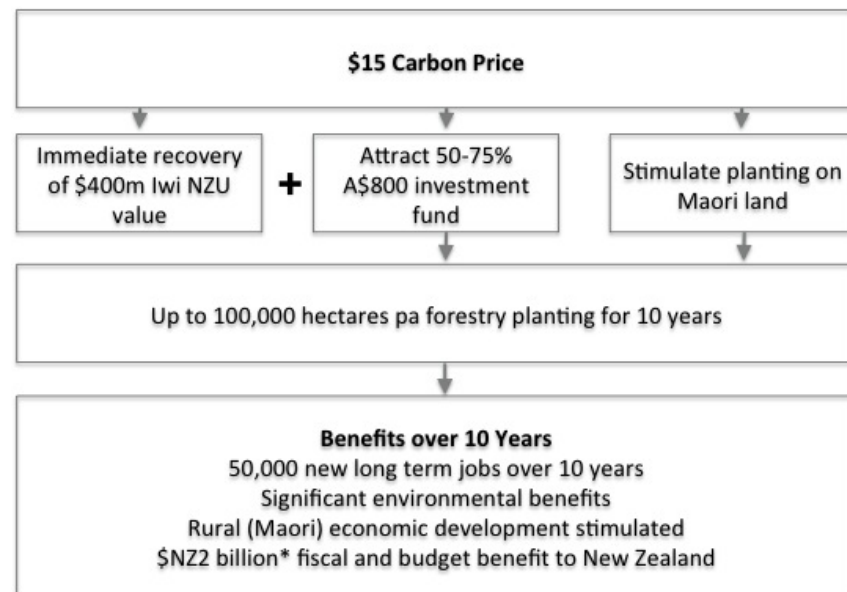 $15 Carbon Price
Immediate recovery
of $400m Iwi NZU
value
+
Attract 50-75%
A$800 investment
fund
Stimulate planting on
Maori land
Up to 100,000 hectares pa forestry planting for 10 years
Benefits over 10 Years
50,000 new long term jobs over 10 years
Significant environmental benefits
Rural (Maori) economic development stimulated
$NZ2 billion* fiscal and budget benefit to New Zealand